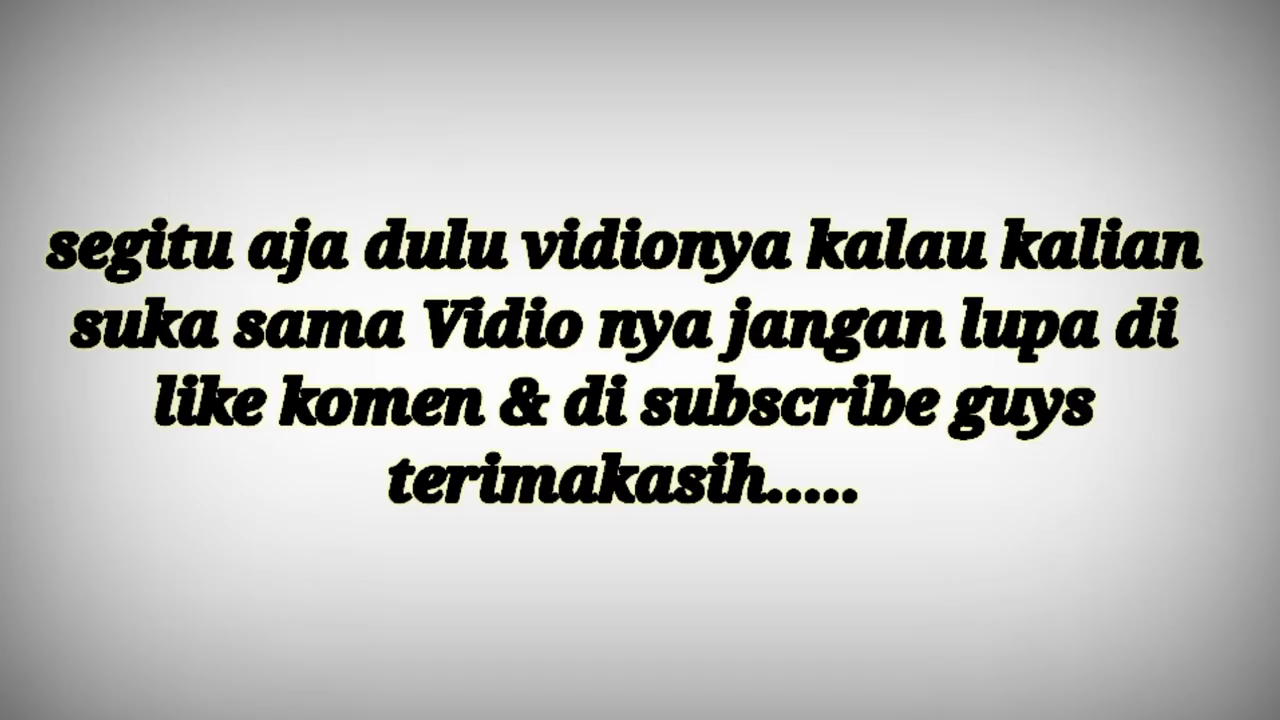 segitu aja dulu vidionya kalau kalian
suka sama Vidio nya jangan lupa di
like komen & di subscribe guys
terimakasih.....